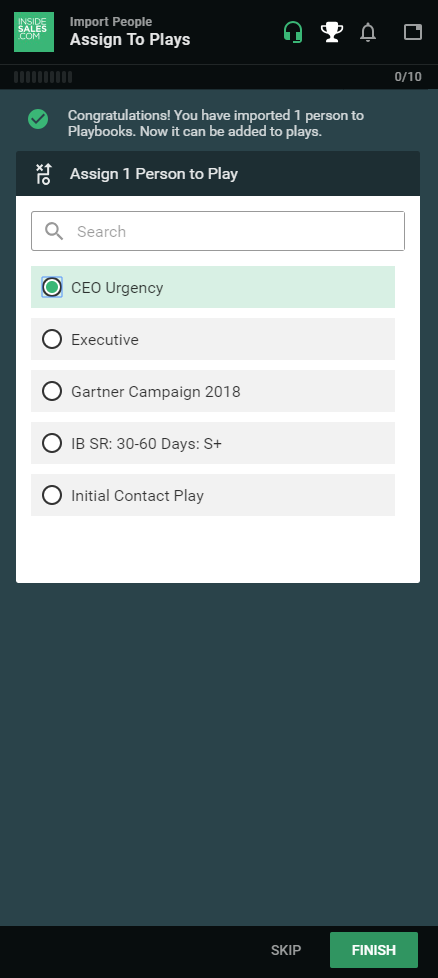 INSIDE
SALES
.COM
Import People
Assign To Plays
0/10
Congratulations! You have imported 1 person to
Playbooks. Now it can be added to plays.
Assign 1 Person to Play
Search
CEO Urgency
Executive
Gartner Campaign 2018
IB SR: 30-60 Days: S+
Initial Contact Play
SKIP
FINISH